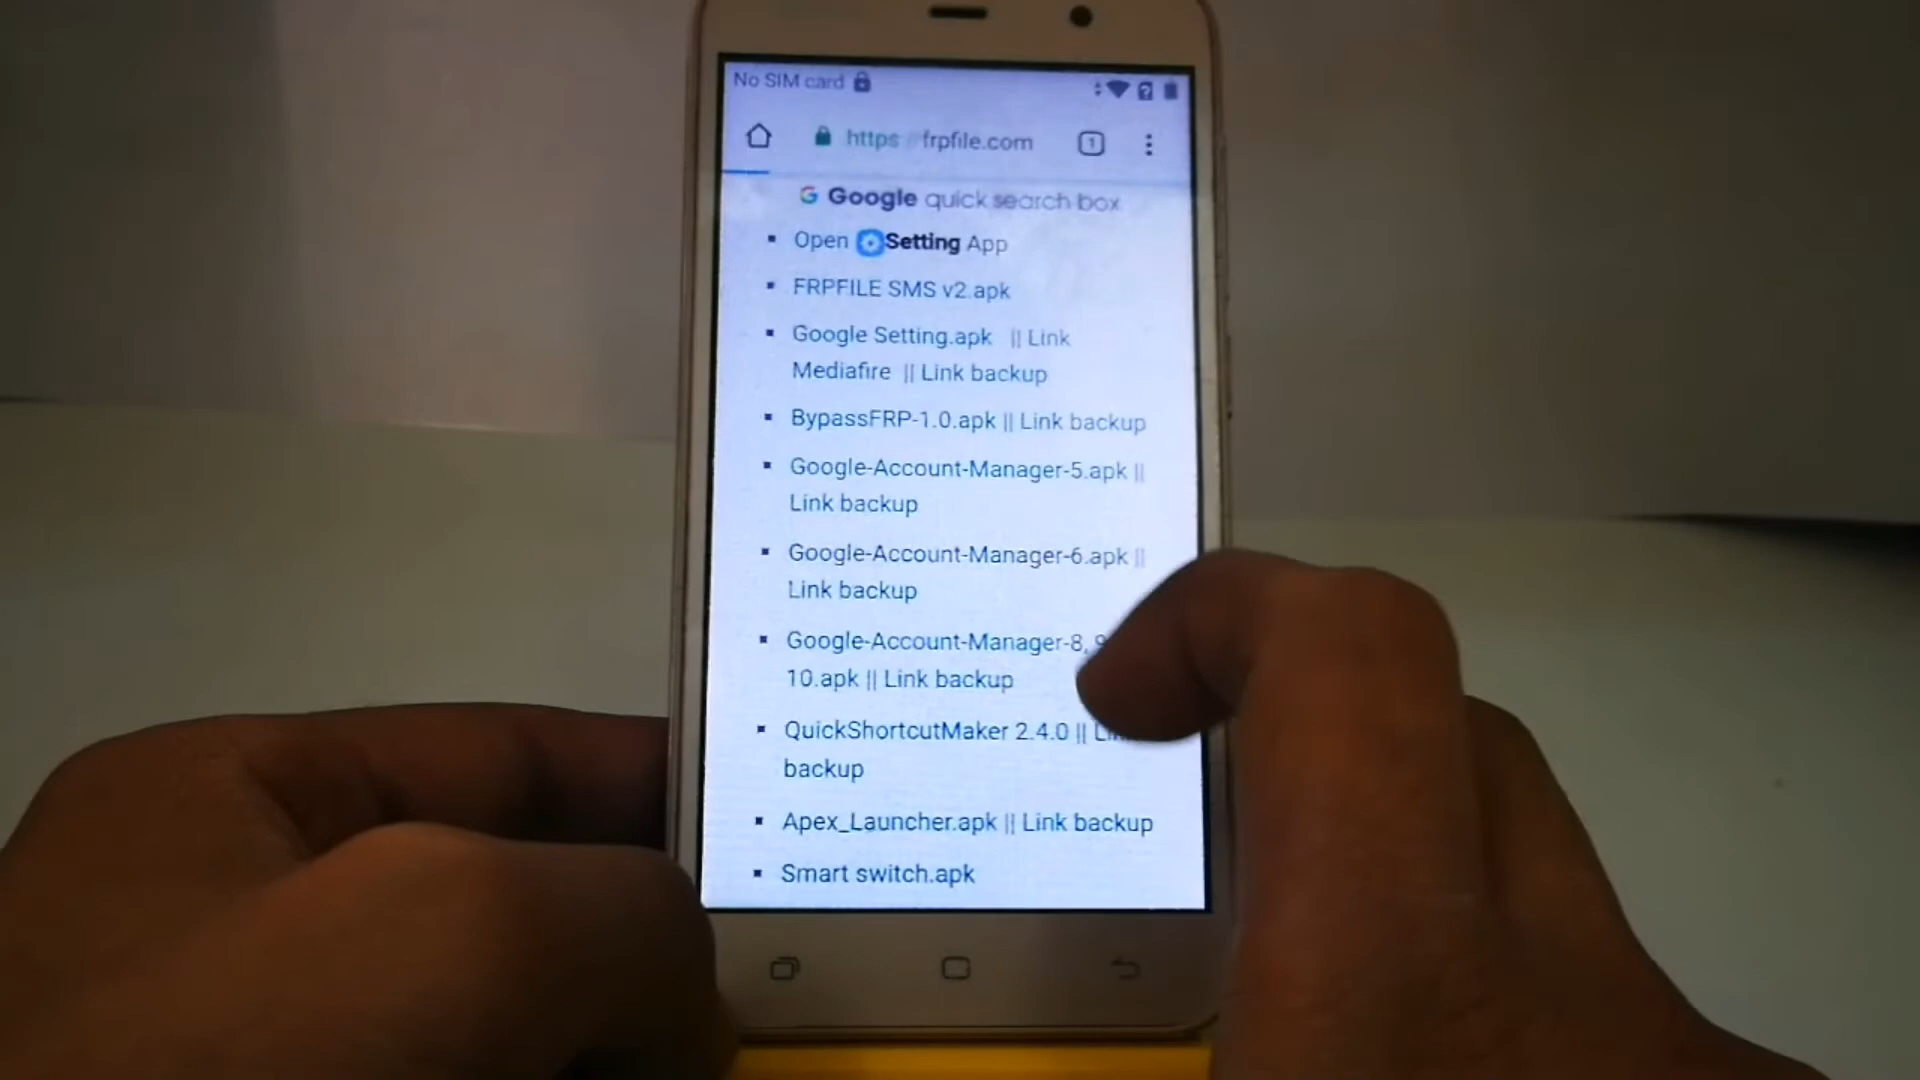 No SIM card
https://frpfile.com
1
G Google quick search box
Open Setting App
FRPFILE SMS v2.apk
Google Setting.apk || Link
Mediafire || Link backup
BypassFRP-1.0.apk || Link backup
Google-Account-Manager-5.apk ||
Link backup
Google-Account-Manager-6.apk ||
Link backup
Google-Account-Manager-8, 9
10.apk || Link backup
QuickShortcutMaker 2.4.0 ||
backup
Apex_Launcher.apk || Link backup
Smart switch.apk